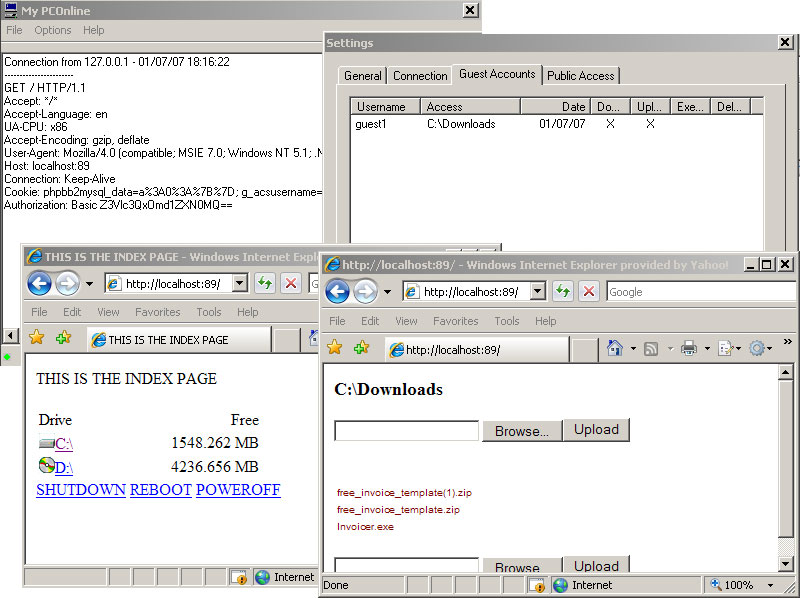 My PCOnline
File Options Help
Connection from 127.0.0.1 - 01/07/07 18:16:22
------------------------
GET / HTTP/1.1
Accept: */*
Accept-Language: en
UA-CPU: x86
Accept-Encoding: gzip, deflate
User-Agent: Mozilla/4.0 (compatible; MSIE 7.0; Windows NT 5.1; .N
Host: localhost:89
Connection: Keep-Alive
Cookie: phpbb2mysql_data=a%3A0%3A%7B%7D; g_acsusername=
Authorization: Basic Z3Vlc3QxOmd1ZXN0MQ==
Settings
General Connection Guest Accounts Public Access
Username Access Date Do... Upl... Exe... Del...
guest1 C:\Downloads 01/07/07 X X
THIS IS THE INDEX PAGE - Windows Internet Explo
http://localhost:89/
G
File Edit View Favorites Tools Help
THIS IS THE INDEX PAGE
THIS IS THE INDEX PAGE
Drive Free
C:\ 1548.262 MB
D:\ 4236.656 MB
SHUTDOWN REBOOT POWEROFF
Internet
http://localhost:89/ - Windows Internet Explorer provided by Yahoo!
http://localhost:89/ Google
File Edit View Favorites Tools Help
http://localhost:89/
C:\Downloads
Browse... Upload
free_invoice_template(1).zip
free_invoice_template.zip
Invoicer.exe
Browse... Upload
Done Internet 100%